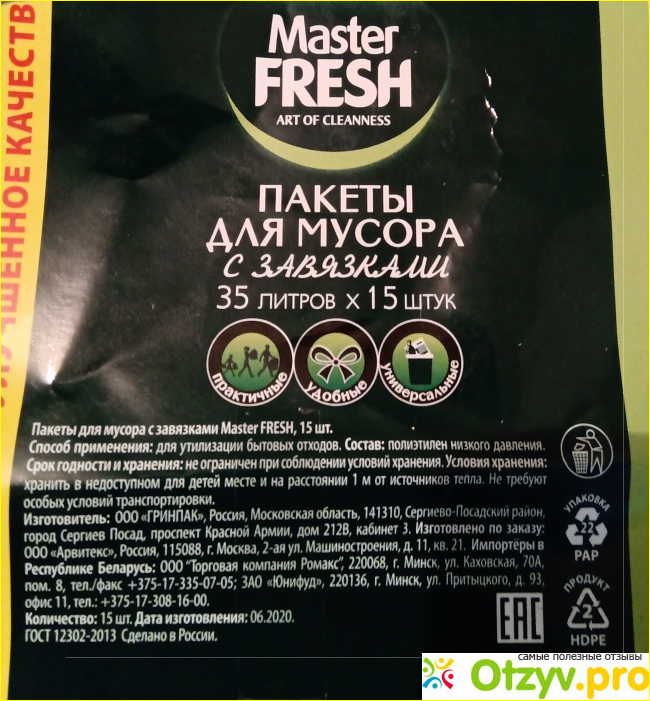 УЛУЧШЕННОЕ КАЧЕСТВ
Master
FRESH
ART OF CLEANNESS
ПАКЕТЫ
ДЛЯ МУСОРА
С ЗАВЯЗКАМИ
35 ЛИТРОВ х 15 ШТУК
практичные
удобные
универсальные
Пакеты для мусора с завязками Master FRESH, 15 шт.
Способ применения: для утилизации бытовых отходов. Состав: полиэтилен низкого давления.
Срок годности и хранения: не ограничен при соблюдении условий хранения. Условия хранения:
хранить в недоступном для детей месте и на расстоянии 1 м от источников тепла. Не требуют
особых условий транспортировки.
Изготовитель: ООО «ГРИНПАК», Россия, Московская область, 141310, Сергиево-Посадский район,
город Сергиев Посад, проспект Красной Армии, дом 212В, кабинет 3. Изготовлено по заказу:
ООО «Арвитекс», Россия, 115088, г. Москва, 2-ая ул. Машиностроения, д. 11, кв. 21. Импортёры в
Республике Беларусь: ООО "Торговая компания Ромакс", 220068, г. Минск, ул. Каховская, 70А,
пом. 8, тел./факс +375-17-335-07-05; ЗАО «Юнифуд», 220136, г. Минск, ул. Притыцкого, д. 93,
офис 11, тел.: +375-17-308-16-00.
Количество: 15 шт. Дата изготовления: 06.2020.
ГОСТ 12302-2013 Сделано в России.
УПАКОВКА
22
PAP
ПРОДУКТ
2
HDPE
EAC
самые полезные отзывы
Otzyv.pro